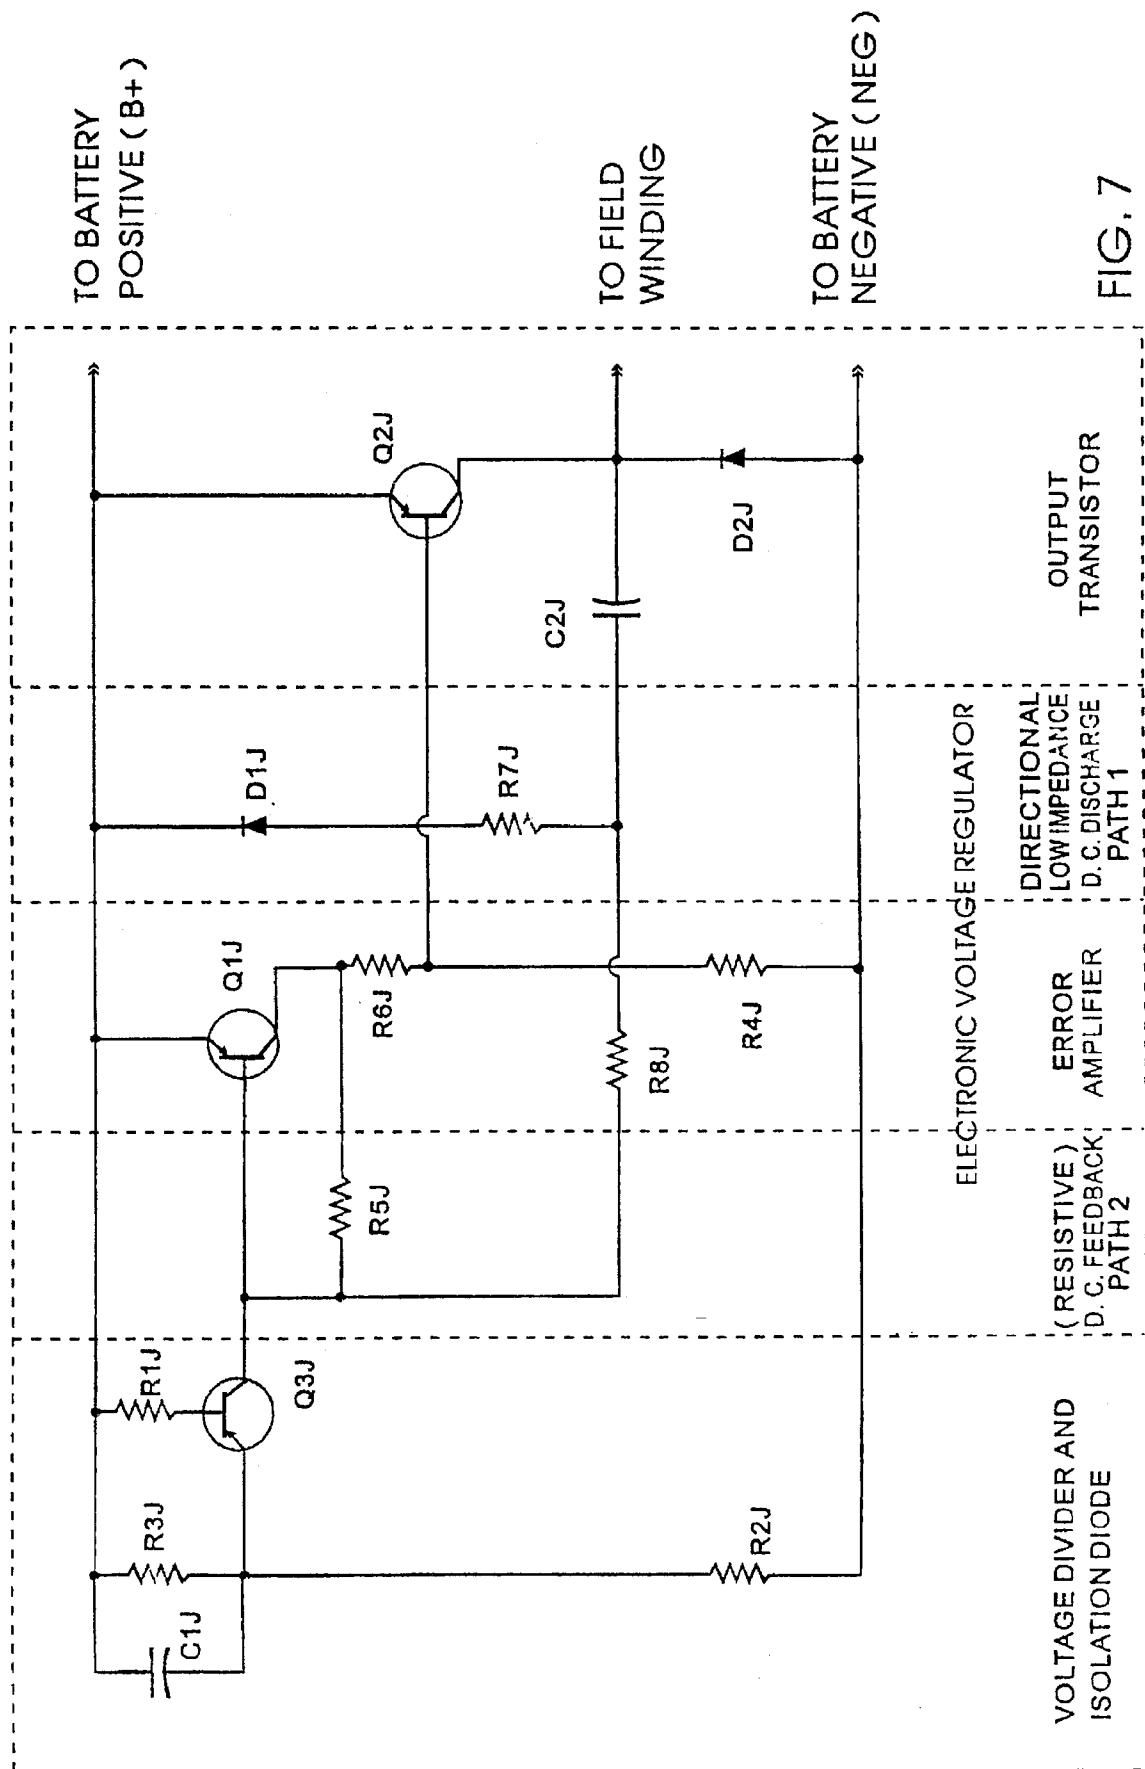 TO BATTERY
POSITIVE ( B+ )
TO FIELD
WINDING
TO BATTERY
NEGATIVE ( NEG )
FIG. 7
C1J
R3J
R1J
Q3J
R2J
R5J
Q1J
R6J
R8J
R4J
D1J
R7J
C2J
Q2J
D2J
ELECTRONIC VOLTAGE REGULATOR
VOLTAGE DIVIDER AND
ISOLATION DIODE
( RESISTIVE )
D. C. FEEDBACK
PATH 2
ERROR
AMPLIFIER
DIRECTIONAL
LOW IMPEDANCE
D. C. DISCHARGE
PATH 1
OUTPUT
TRANSISTOR